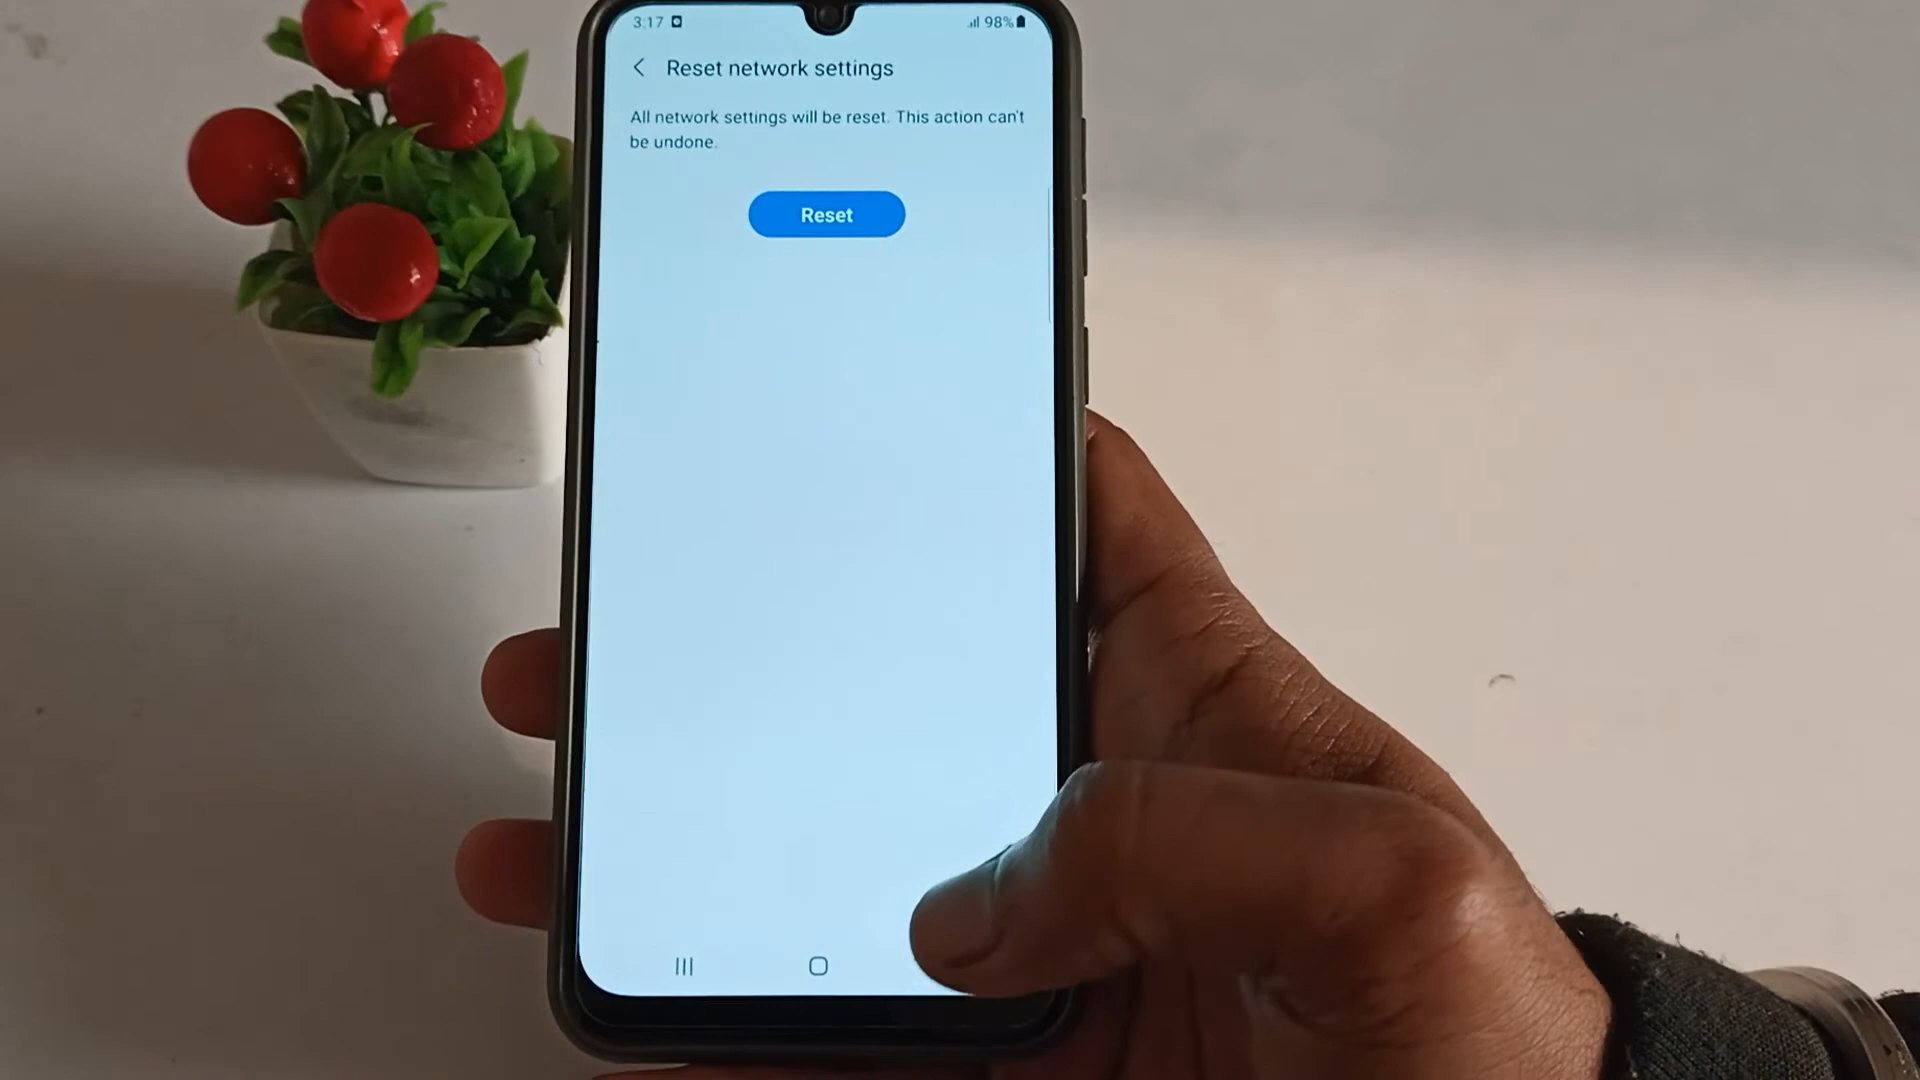 3:17
98%
Reset network settings
All network settings will be reset. This action can't
be undone.
Reset